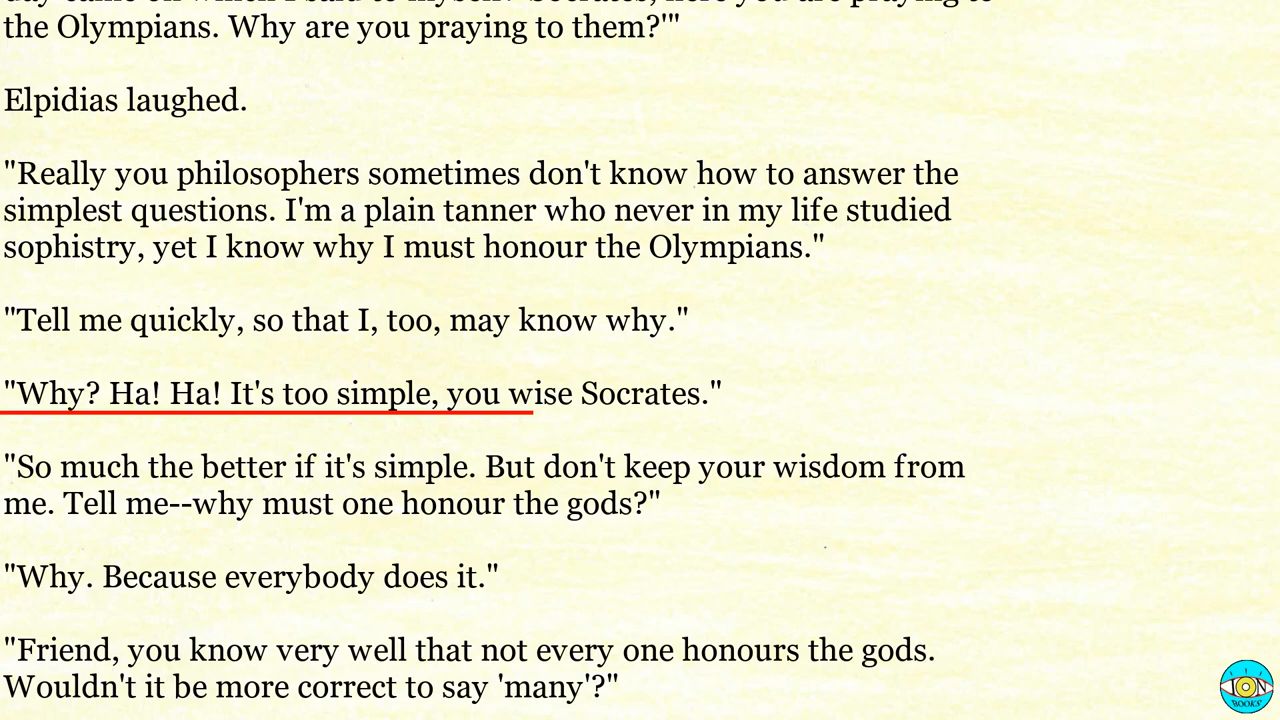 the Olympians. Why are you praying to them?'"
Elpidias laughed.
"Really you philosophers sometimes don't know how to answer the
simplest questions. I'm a plain tanner who never in my life studied
sophistry, yet I know why I must honour the Olympians."
"Tell me quickly, so that I, too, may know why."
"Why? Ha! Ha! It's too simple, you wise Socrates."
"So much the better if it's simple. But don't keep your wisdom from
me. Tell me--why must one honour the gods?"
"Why. Because everybody does it."
"Friend, you know very well that not every one honours the gods.
Wouldn't it be more correct to say 'many'?"
ION
BOOKS